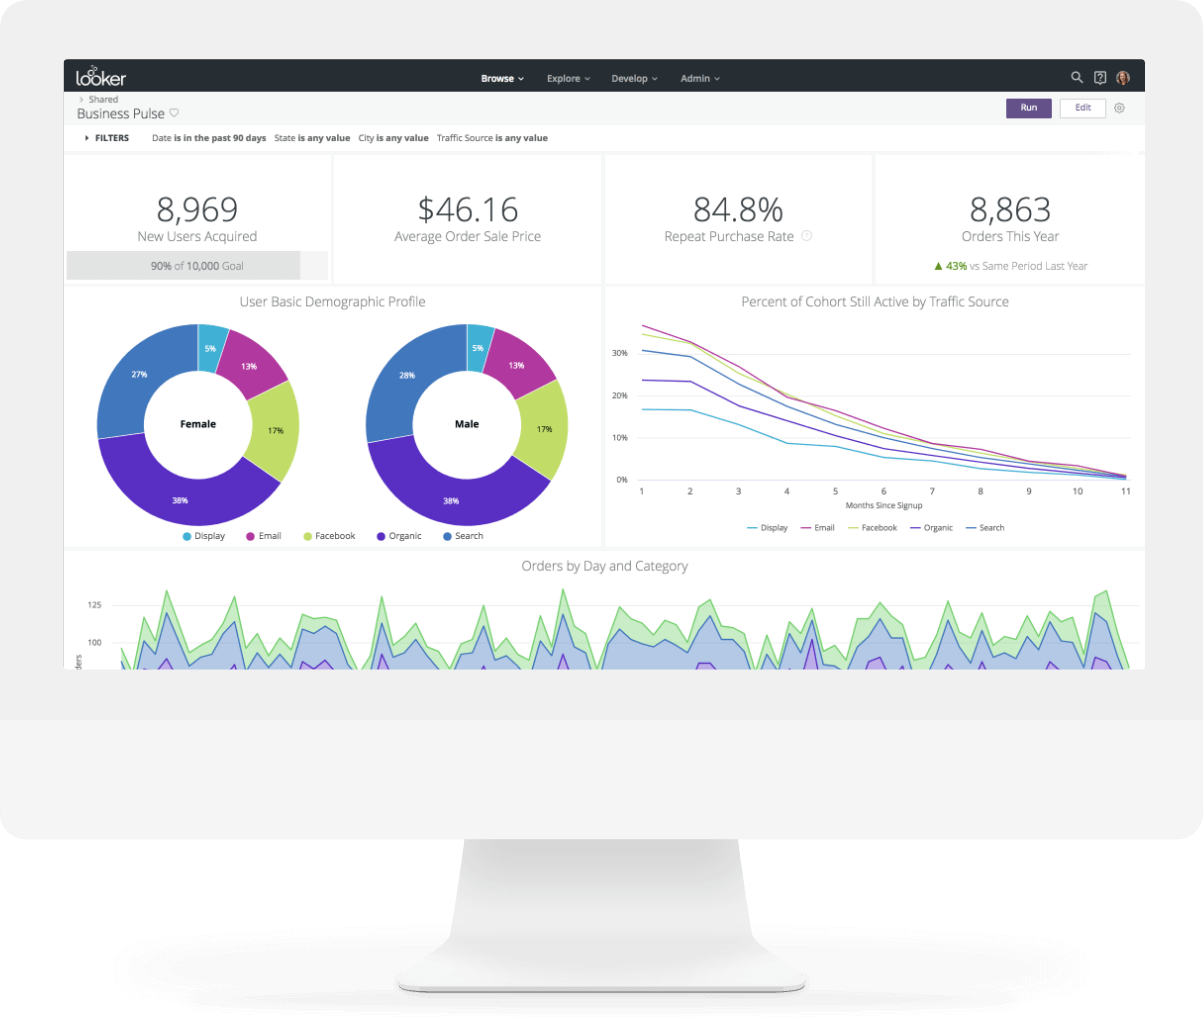 looker
Browse Explore Develop Admin
Shared
Business Pulse
Run Edit
FILTERS Date is in the past 90 days State is any value City is any value Traffic Source is any value
8,969
New Users Acquired
90% of 10,000 Goal
$46.16
Average Order Sale Price
84.8%
Repeat Purchase Rate ?
8,863
Orders This Year
▲ 43% vs Same Period Last Year
User Basic Demographic Profile
5%
13%
17%
38%
27%
Female
5%
13%
17%
38%
28%
Male
Display Email Facebook Organic Search
Percent of Cohort Still Active by Traffic Source
30%
20%
10%
0%
1 2 3 4 5 6 7 8 9 10 11
Months Since Signup
Display Email Facebook Organic Search
Orders by Day and Category
125
100